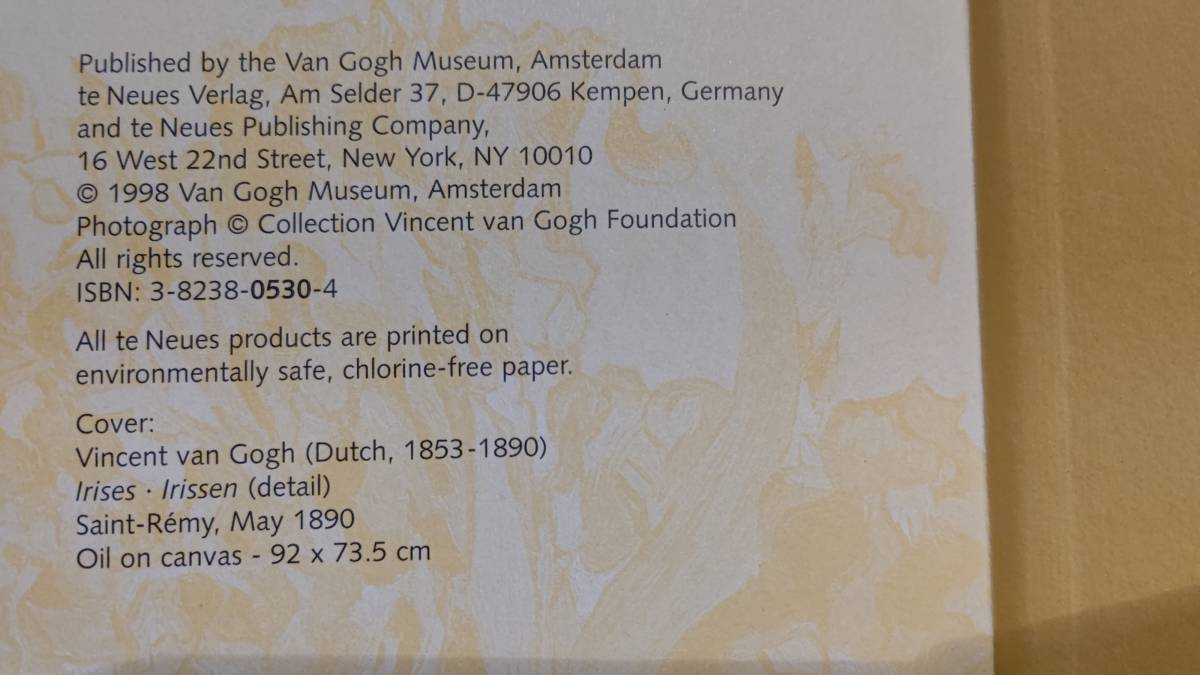 Published by the Van Gogh Museum, Amsterdam
te Neues Verlag, Am Selder 37, D-47906 Kempen, Germany
and te Neues Publishing Company,
16 West 22nd Street, New York, NY 10010
© 1998 Van Gogh Museum, Amsterdam
Photograph © Collection Vincent van Gogh Foundation
All rights reserved.
ISBN: 3-8238-0530-4
All te Neues products are printed on
environmentally safe, chlorine-free paper.
Cover:
Vincent van Gogh (Dutch, 1853-1890)
Irises · Irissen (detail)
Saint-Rémy, May 1890
Oil on canvas - 92 x 73.5 cm